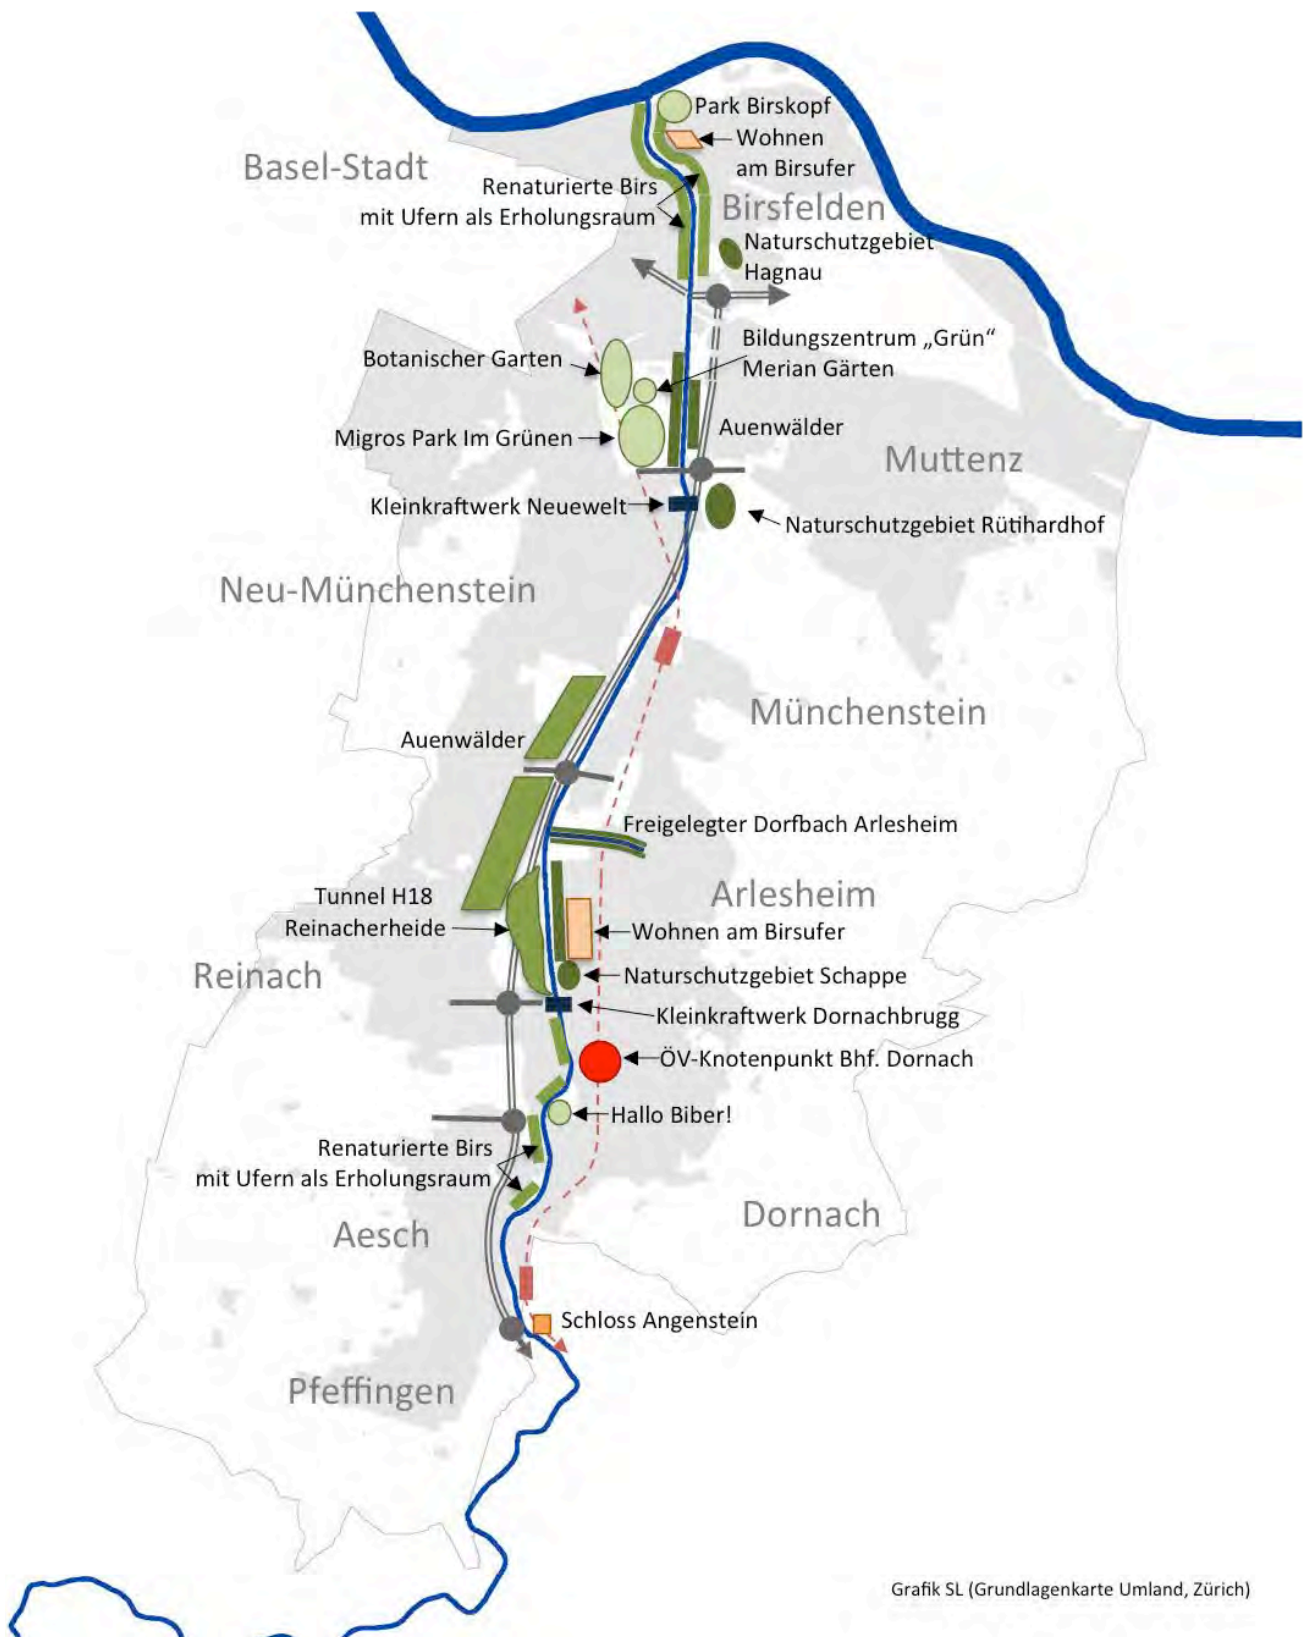 Park Birskopf
Wohnen
am Birsufer
Basel-Stadt
Renaturierte Birs
mit Ufern als Erholungsraum
Birsfelden
Naturschutzgebiet
Hagnau
Bildungszentrum „Grün“
Merian Gärten
Botanischer Garten
Migros Park Im Grünen
Auenwälder
Muttenz
Kleinkraftwerk Neuewelt
Naturschutzgebiet Rütihardhof
Neu-Münchenstein
Münchenstein
Auenwälder
Freigelegter Dorfbach Arlesheim
Tunnel H18
Reinacherheide
Arlesheim
Wohnen am Birsufer
Reinach
Naturschutzgebiet Schappe
Kleinkraftwerk Dornachbrugg
ÖV-Knotenpunkt Bhf. Dornach
Hallo Biber!
Renaturierte Birs
mit Ufern als Erholungsraum
Dornach
Aesch
Schloss Angenstein
Pfeffingen
Grafik SL (Grundlagenkarte Umland, Zürich)